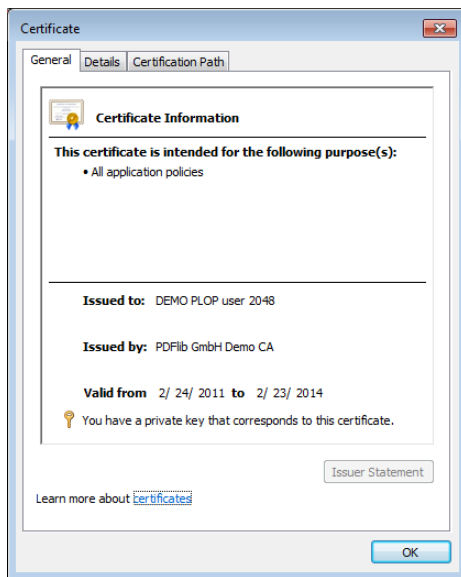 Certificate
General Details Certification Path
Certificate Information
This certificate is intended for the following purpose(s):
• All application policies
Issued to: DEMO PLOP user 2048
Issued by: PDFlib GmbH Demo CA
Valid from 2/ 24/ 2011 to 2/ 23/ 2014
You have a private key that corresponds to this certificate.
Issuer Statement
Learn more about certificates
OK